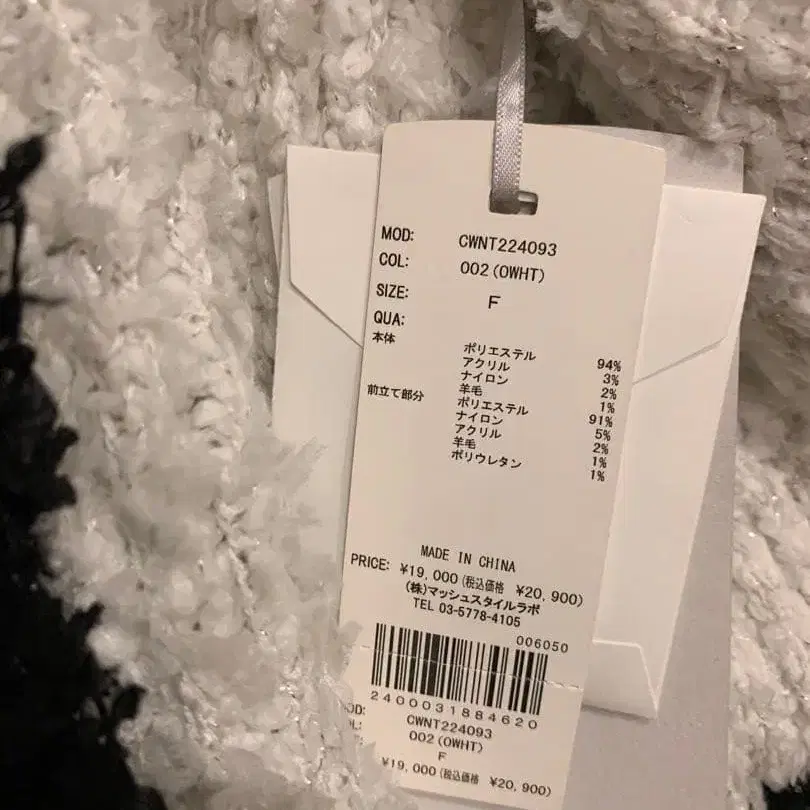 MOD: CWNT224093
COL: 002(OWHT)
SIZE: F
QUA:
本体
ポリエステル 94%
アクリル 3%
ナイロン 2%
羊毛 1%
前立て部分
ポリエステル 91%
ナイロン 5%
アクリル 2%
羊毛 1%
ポリウレタン 1%
MADE IN CHINA
PRICE: ¥19,000(税込価格 ¥20,900)
(株)マッシュスタイルラボ
TEL 03-5778-4105
006050
2400031884620
OD: CWNT224093
OL: 002(OWHT)
F
¥19,000(税込価格 ¥20,900)